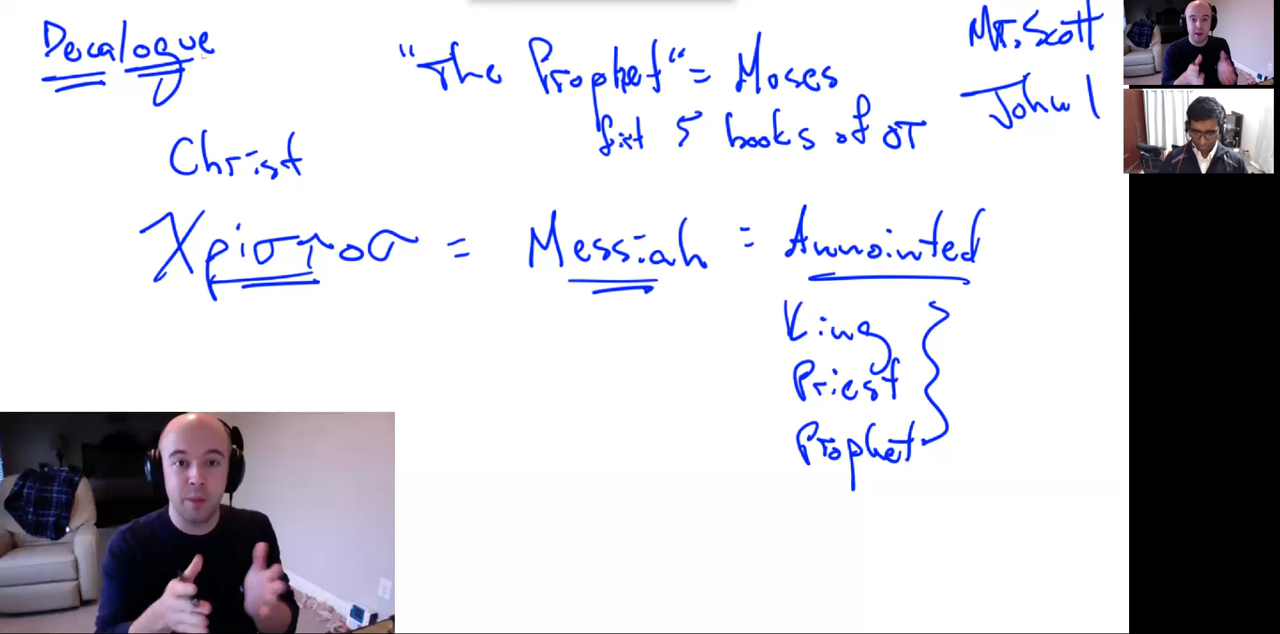 Decalogue
"The Prophet" = Moses
Mr. Scott
first 5 books of OT
John 1
Christ
Χριστοσ = Messiah = Annointed
King
Priest
Prophet